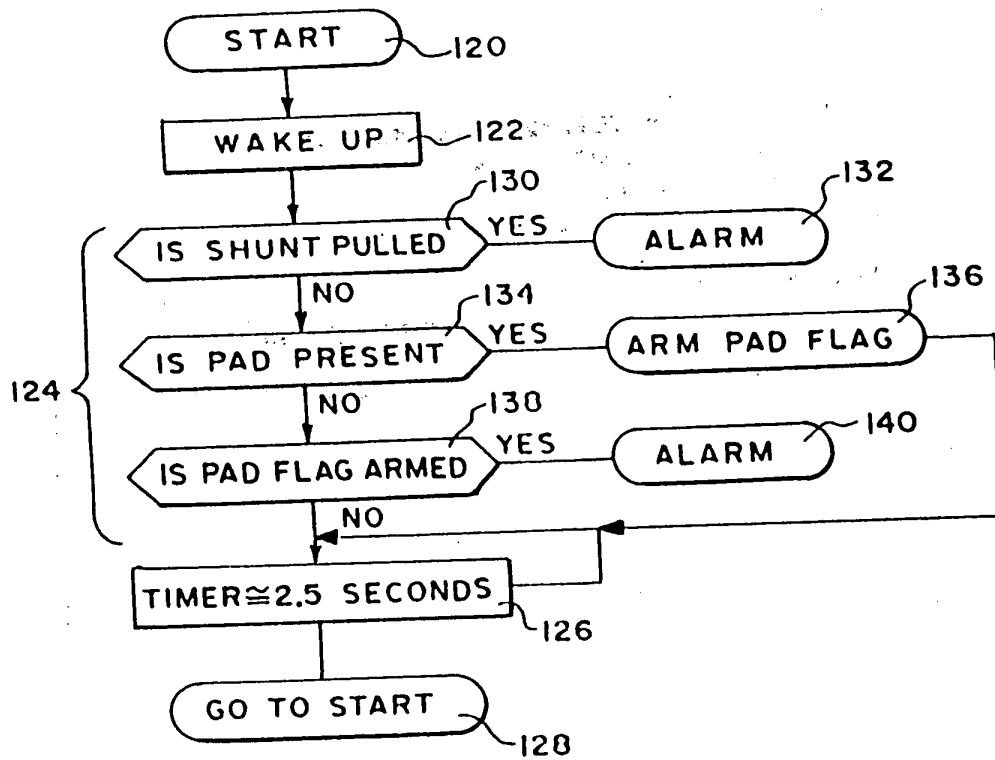 START
120
WAKE UP
122
130
132
IS SHUNT PULLED
YES
ALARM
NO
134
136
IS PAD PRESENT
YES
ARM PAD FLAG
124
NO
138
140
IS PAD FLAG ARMED
YES
ALARM
NO
TIMER≅2.5 SECONDS
126
GO TO START
128